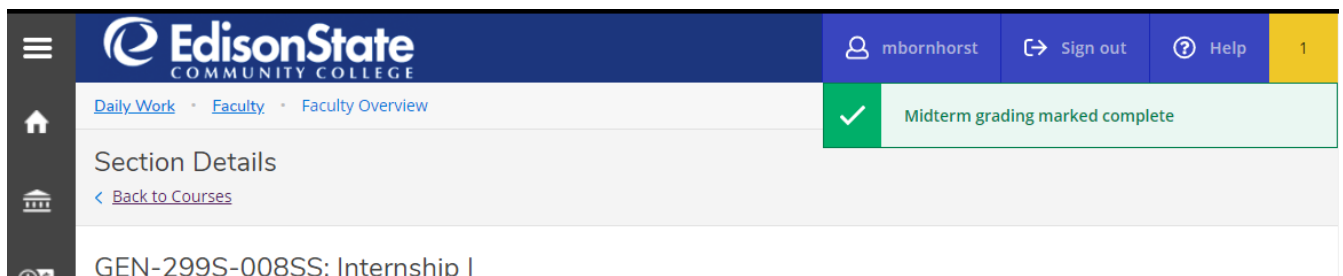 EdisonState
COMMUNITY COLLEGE
mbornhorst
Sign out
Help
1
Daily Work • Faculty • Faculty Overview
Midterm grading marked complete
Section Details
< Back to Courses
GEN-299S-008SS: Internship I